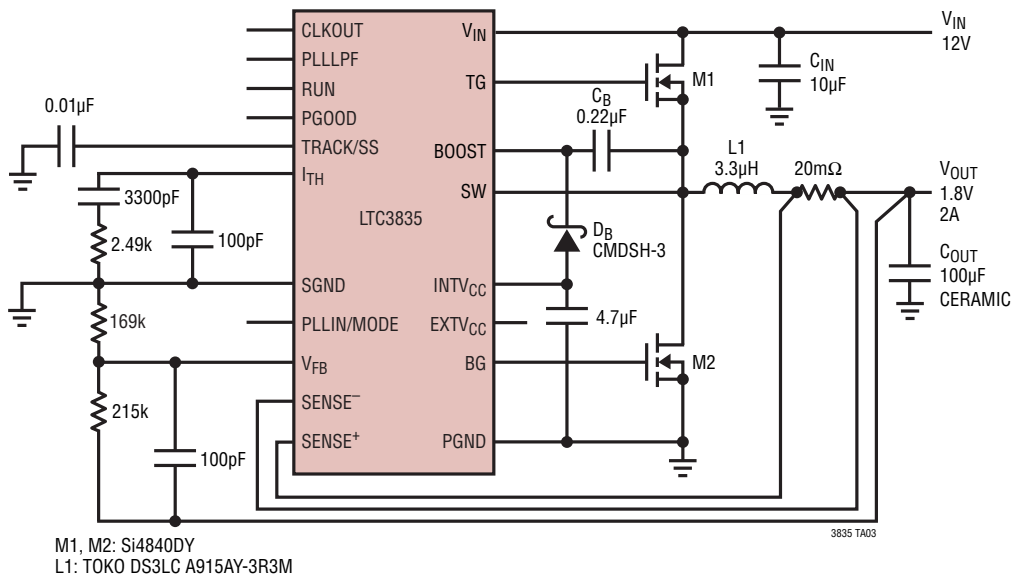 CLKOUT
PLLLPF
RUN
PGOOD
TRACK/SS
ITH
SGND
PLLIN/MODE
VFB
SENSE–
SENSE+
LTC3835
VIN
TG
BOOST
SW
INTVCC
EXTVCC
BG
PGND
0.01µF
3300pF
2.49k
100pF
169k
215k
100pF
VIN
12V
CIN
10µF
M1
CB
0.22µF
L1
3.3µH
20mΩ
VOUT
1.8V
2A
DB
CMDSH-3
4.7µF
COUT
100µF
CERAMIC
M2
3835 TA03
M1, M2: Si4840DY
L1: TOKO DS3LC A915AY-3R3M